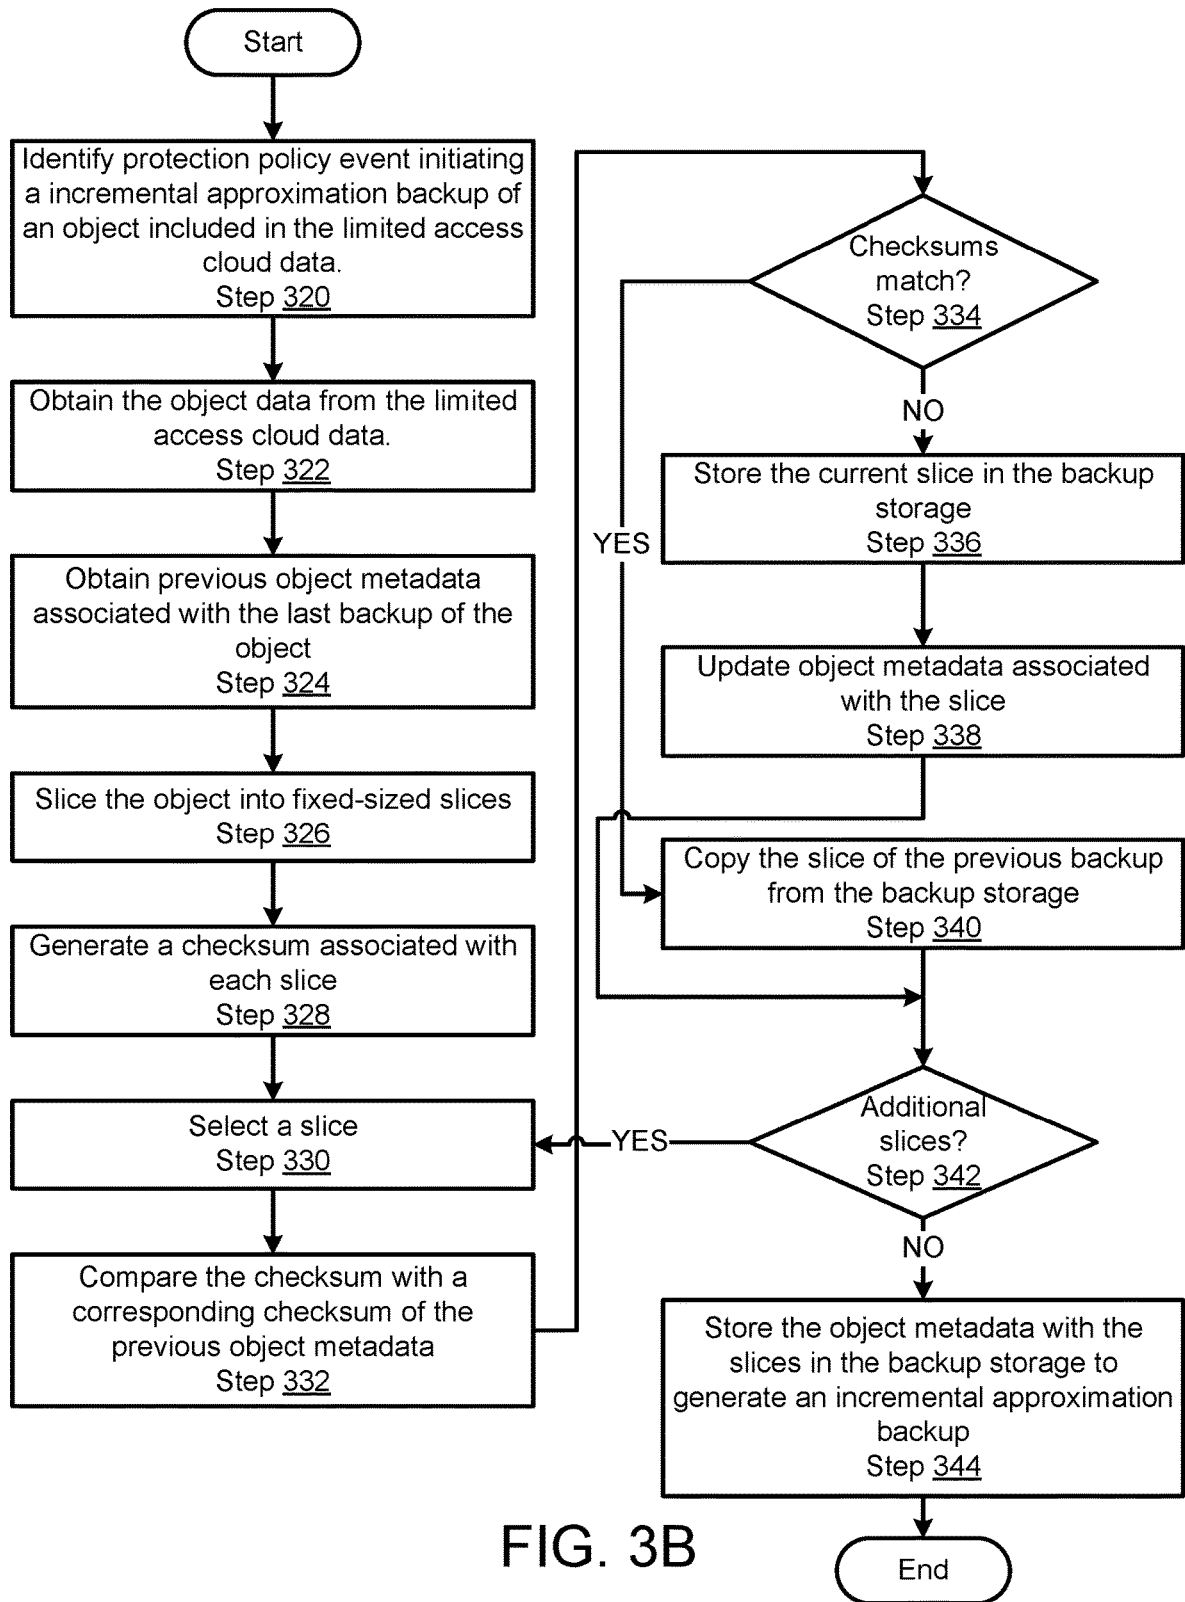 Start
Identify protection policy event initiating
a incremental approximation backup of
an object included in the limited access
cloud data.
Step 320
Obtain the object data from the limited
access cloud data.
Step 322
Obtain previous object metadata
associated with the last backup of the
object
Step 324
Slice the object into fixed-sized slices
Step 326
Generate a checksum associated with
each slice
Step 328
Select a slice
Step 330
Compare the checksum with a
corresponding checksum of the
previous object metadata
Step 332
Checksums
match?
Step 334
NO
YES
Store the current slice in the backup
storage
Step 336
Update object metadata associated
with the slice
Step 338
Copy the slice of the previous backup
from the backup storage
Step 340
Additional
slices?
Step 342
YES
NO
Store the object metadata with the
slices in the backup storage to
generate an incremental approximation
backup
Step 344
End
FIG. 3B